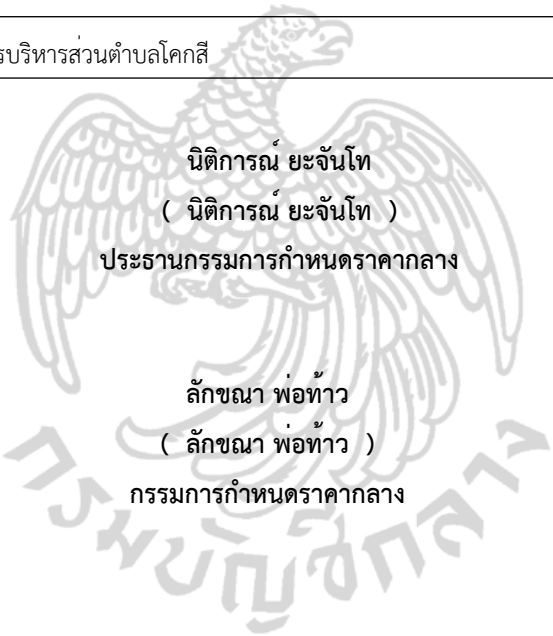 รบริหารส่วนตำบลโคกสี
นิติการณ์ ยะจันโท
( นิติการณ์ ยะจันโท )
ประธานกรรมการกำหนดราคากลาง
ลักขณา พ่อท้าว
( ลักขณา พ่อท้าว )
กรรมการกำหนดราคากลาง
กรมบัญชีกลาง